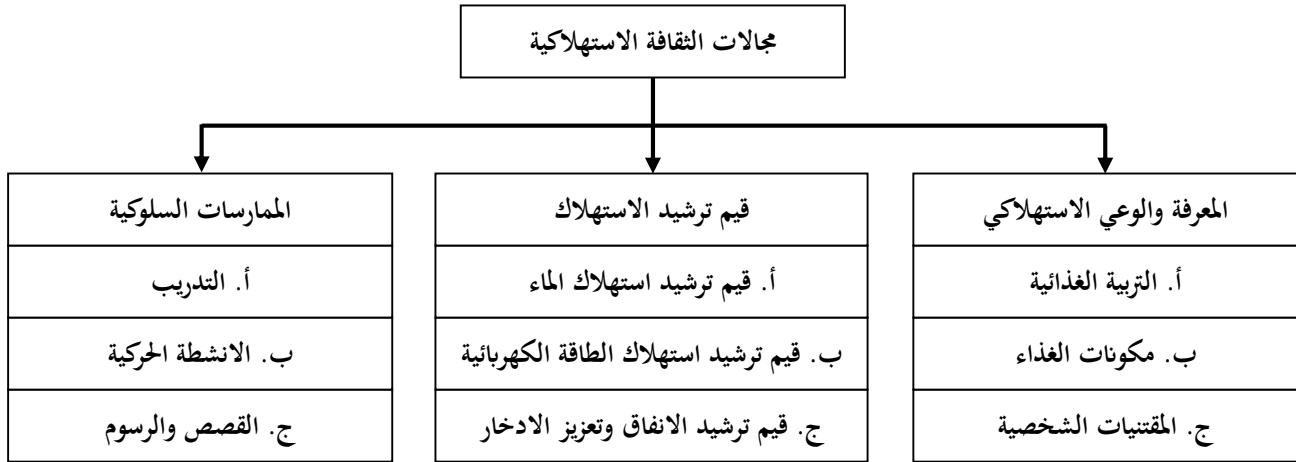 مجالات الثقافة الاستهلاكية
المعرفة والوعي الاستهلاكي
أ. التربية الغذائية
ب. مكونات الغذاء
ج. المقتنيات الشخصية
قيم ترشيد الاستهلاك
أ. قيم ترشيد استهلاك الماء
ب. قيم ترشيد استهلاك الطاقة الكهربائية
ج. قيم ترشيد الانفاق وتعزيز الادخار
الممارسات السلوكية
أ. التدريب
ب. الانشطة الحركية
ج. القصص والرسوم